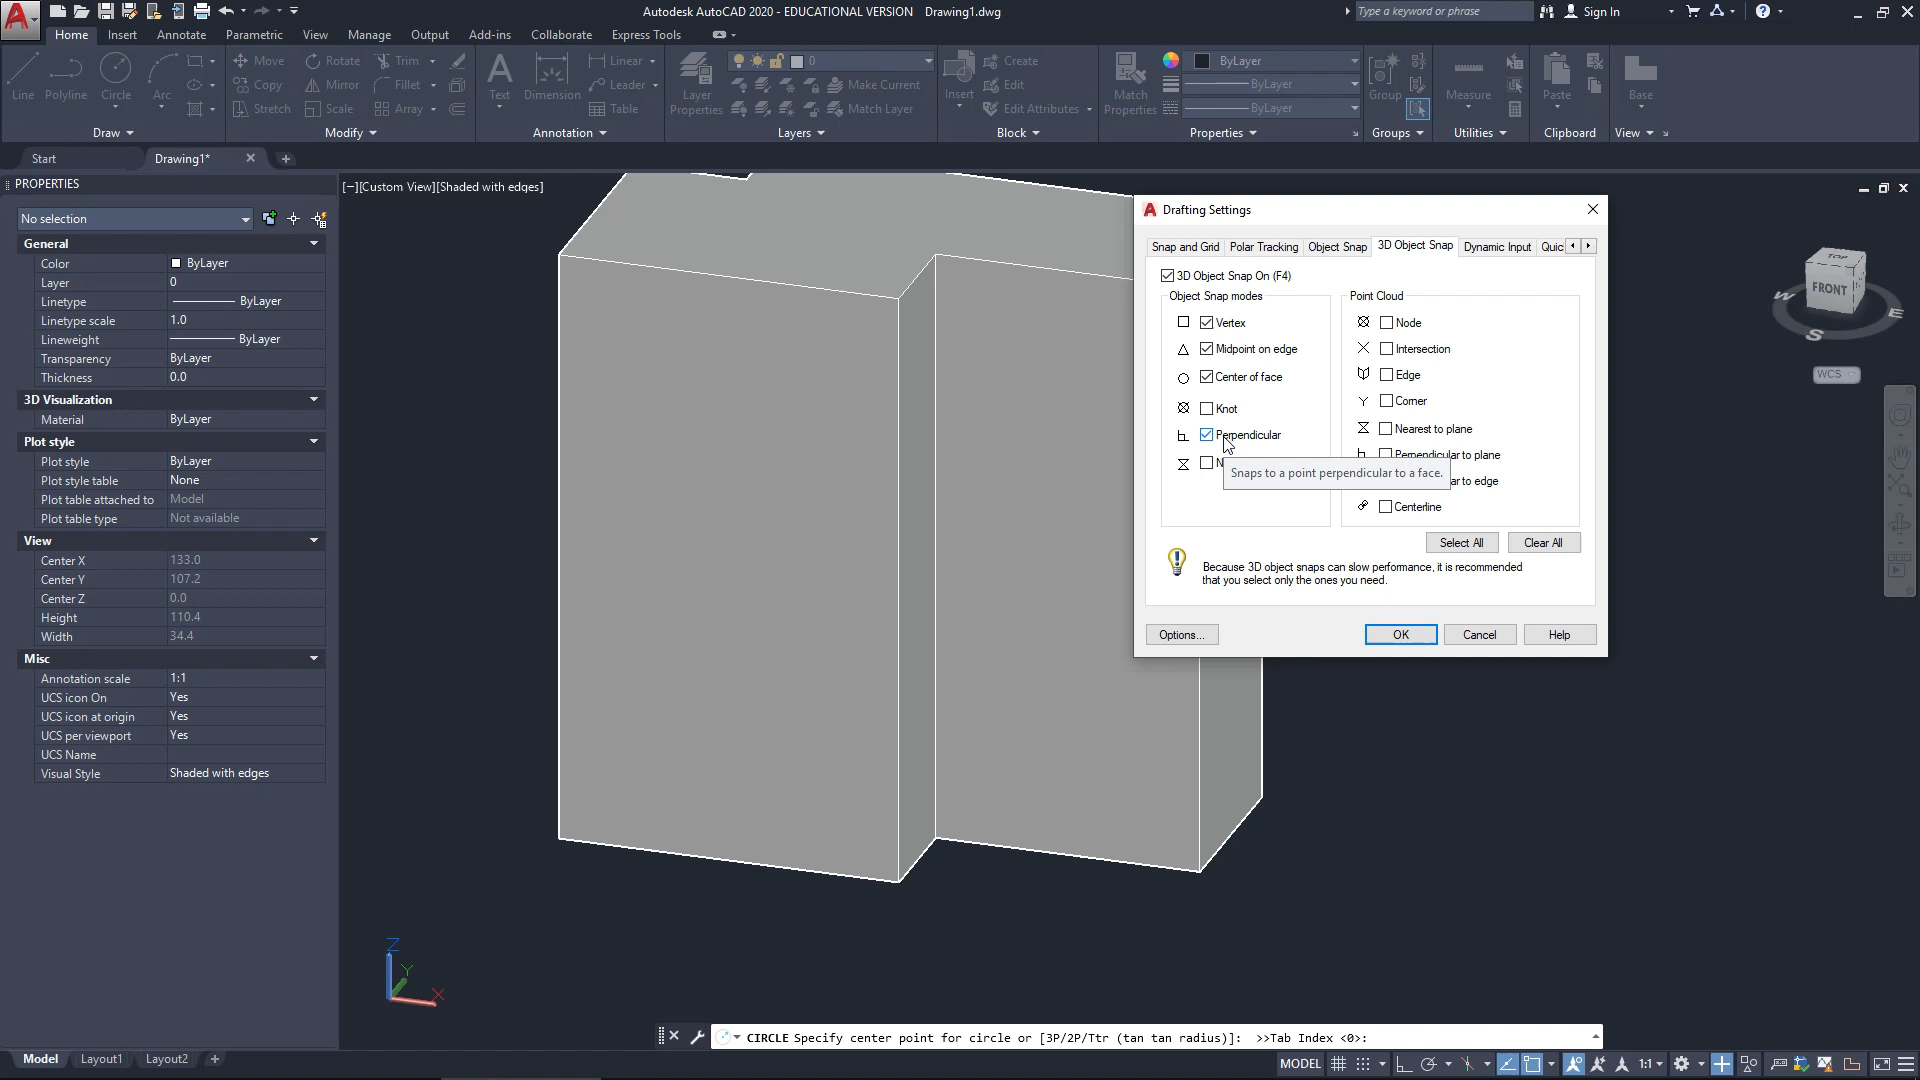 Autodesk AutoCAD 2020 - EDUCATIONAL VERSION Drawing1.dwg
Type a keyword or phrase
Sign In
Home Insert Annotate Parametric View Manage Output Add-ins Collaborate Express Tools
Line Polyline Circle Arc
Draw
Move Rotate Trim
Copy Mirror Fillet
Stretch Scale Array
Modify
Text Dimension
Linear
Leader
Table
Annotation
Layer Properties
0
Make Current
Match Layer
Layers
Insert
Create
Edit
Edit Attributes
Block
Match Properties
ByLayer
ByLayer
ByLayer
Properties
Group
Groups
Measure
Utilities
Paste
Clipboard
Base
View
Start Drawing1*
PROPERTIES
No selection
General
Color ByLayer
Layer 0
Linetype ByLayer
Linetype scale 1.0
Lineweight ByLayer
Transparency ByLayer
Thickness 0.0
3D Visualization
Material ByLayer
Plot style
Plot style ByLayer
Plot style table None
Plot table attached to Model
Plot table type Not available
View
Center X 133.0
Center Y 107.2
Center Z 0.0
Height 110.4
Width 34.4
Misc
Annotation scale 1:1
UCS icon On Yes
UCS icon at origin Yes
UCS per viewport Yes
UCS Name
Visual Style Shaded with edges
[−][Custom View][Shaded with edges]
Drafting Settings
Snap and Grid Polar Tracking Object Snap 3D Object Snap Dynamic Input Quic
3D Object Snap On (F4)
Object Snap modes
Vertex
Midpoint on edge
Center of face
Knot
Perpendicular
N
Snaps to a point perpendicular to a face.
Point Cloud
Node
Intersection
Edge
Corner
Nearest to plane
Perpendicular to plane
ar to edge
Centerline
Select All Clear All
Because 3D object snaps can slow performance, it is recommended
that you select only the ones you need.
Options... OK Cancel Help
TOP
FRONT
W E
S
WCS
Z
Y
X
CIRCLE Specify center point for circle or [3P/2P/Ttr (tan tan radius)]: >>Tab Index <0>:
Model Layout1 Layout2
MODEL 1:1